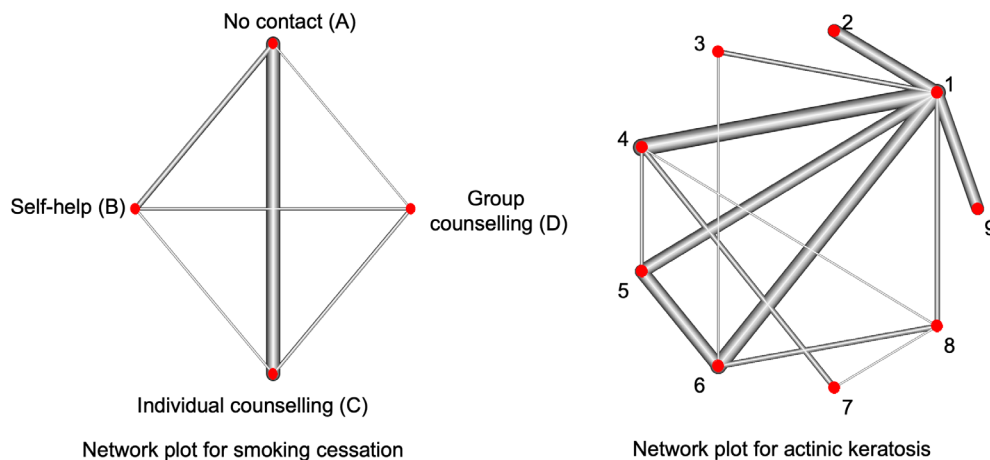 No contact (A)
Self-help (B)
Group
counselling (D)
Individual counselling (C)
Network plot for smoking cessation
2
3
1
4
9
5
8
6
7
Network plot for actinic keratosis